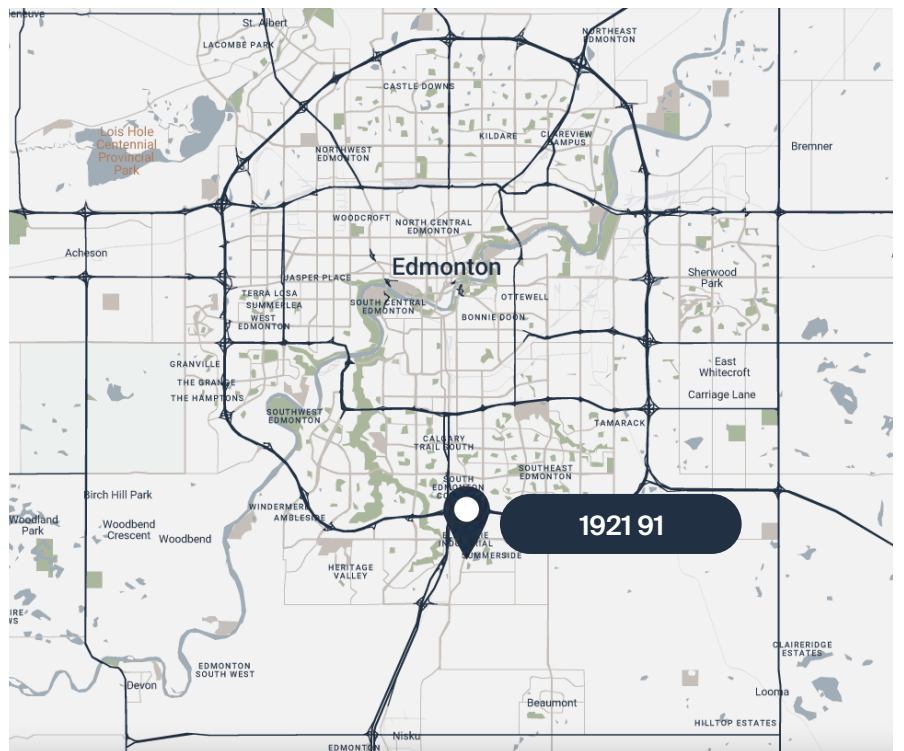 St. Albert
LACOMBE PARK
NORTHEAST
EDMONTON
CASTLE DOWNS
Lois Hole
Centennial
Provincial
Park
KILDARE
CLAREVIEW
CAMPUS
Bremner
NORTHWEST
EDMONTON
WOODCROFT
NORTH CENTRAL
EDMONTON
Acheson
Edmonton
JASPER PLACE
Sherwood
Park
TERRA LOSA
SUMMERLEA
SOUTH CENTRAL
EDMONTON
OTTEWELL
WEST
EDMONTON
BONNIE DOON
GRANVILLE
East
Whitecroft
THE GRANGE
THE HAMPTONS
Carriage Lane
SOUTHWEST
EDMONTON
TAMARACK
CALGARY
TRAIL SOUTH
SOUTHEAST
EDMONTON
SOUTH
EDMONTON
Birch Hill Park
WINDERMERE
AMBLESIDE
1921 91
Woodland
Park
Woodbend
Crescent
Woodbend
SUMMERSIDE
HERITAGE
VALLEY
CLAIRERIDGE
ESTATES
EDMONTON
SOUTH WEST
Devon
Looma
Beaumont
HILLTOP ESTATES
Nisku
EDMONTON